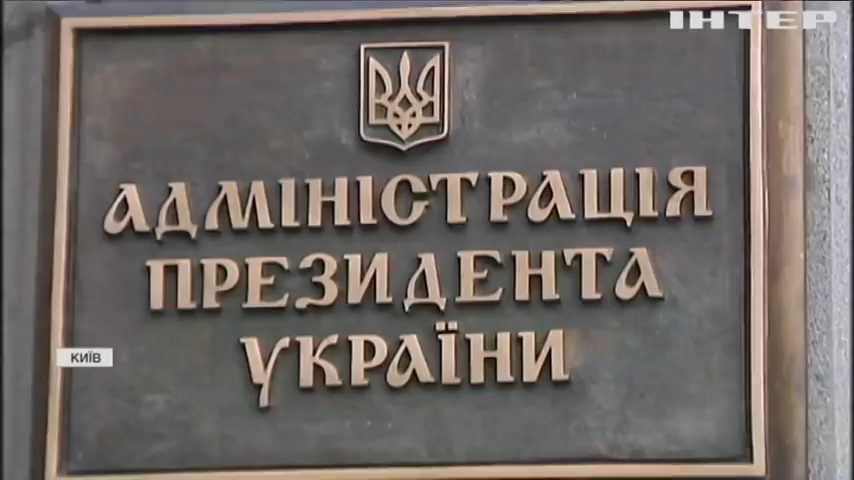 ІНТЕР
АДМІНІСТРАЦІЯ
ПРЕЗИДЕНТА
УКРАЇНИ
КИЇВ